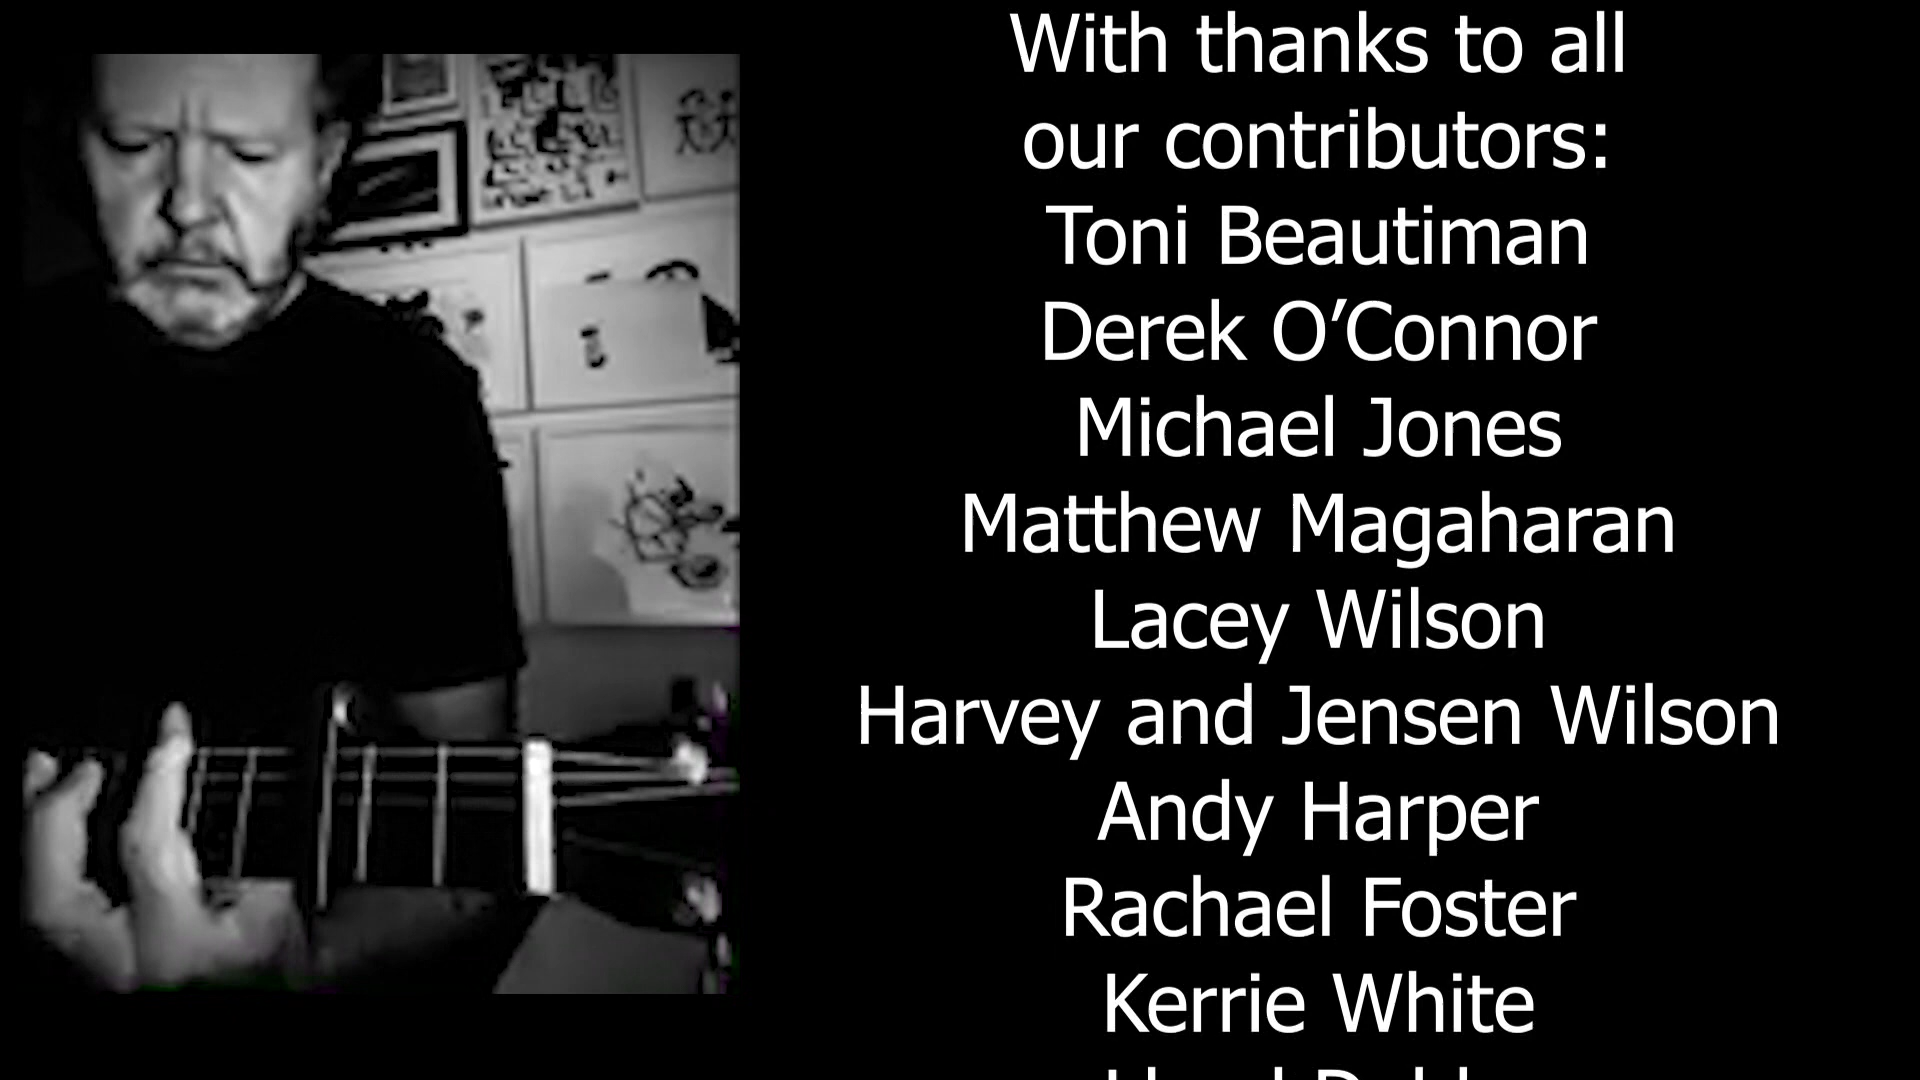 With thanks to all
our contributors:
Toni Beautiman
Derek O’Connor
Michael Jones
Matthew Magaharan
Lacey Wilson
Harvey and Jensen Wilson
Andy Harper
Rachael Foster
Kerrie White